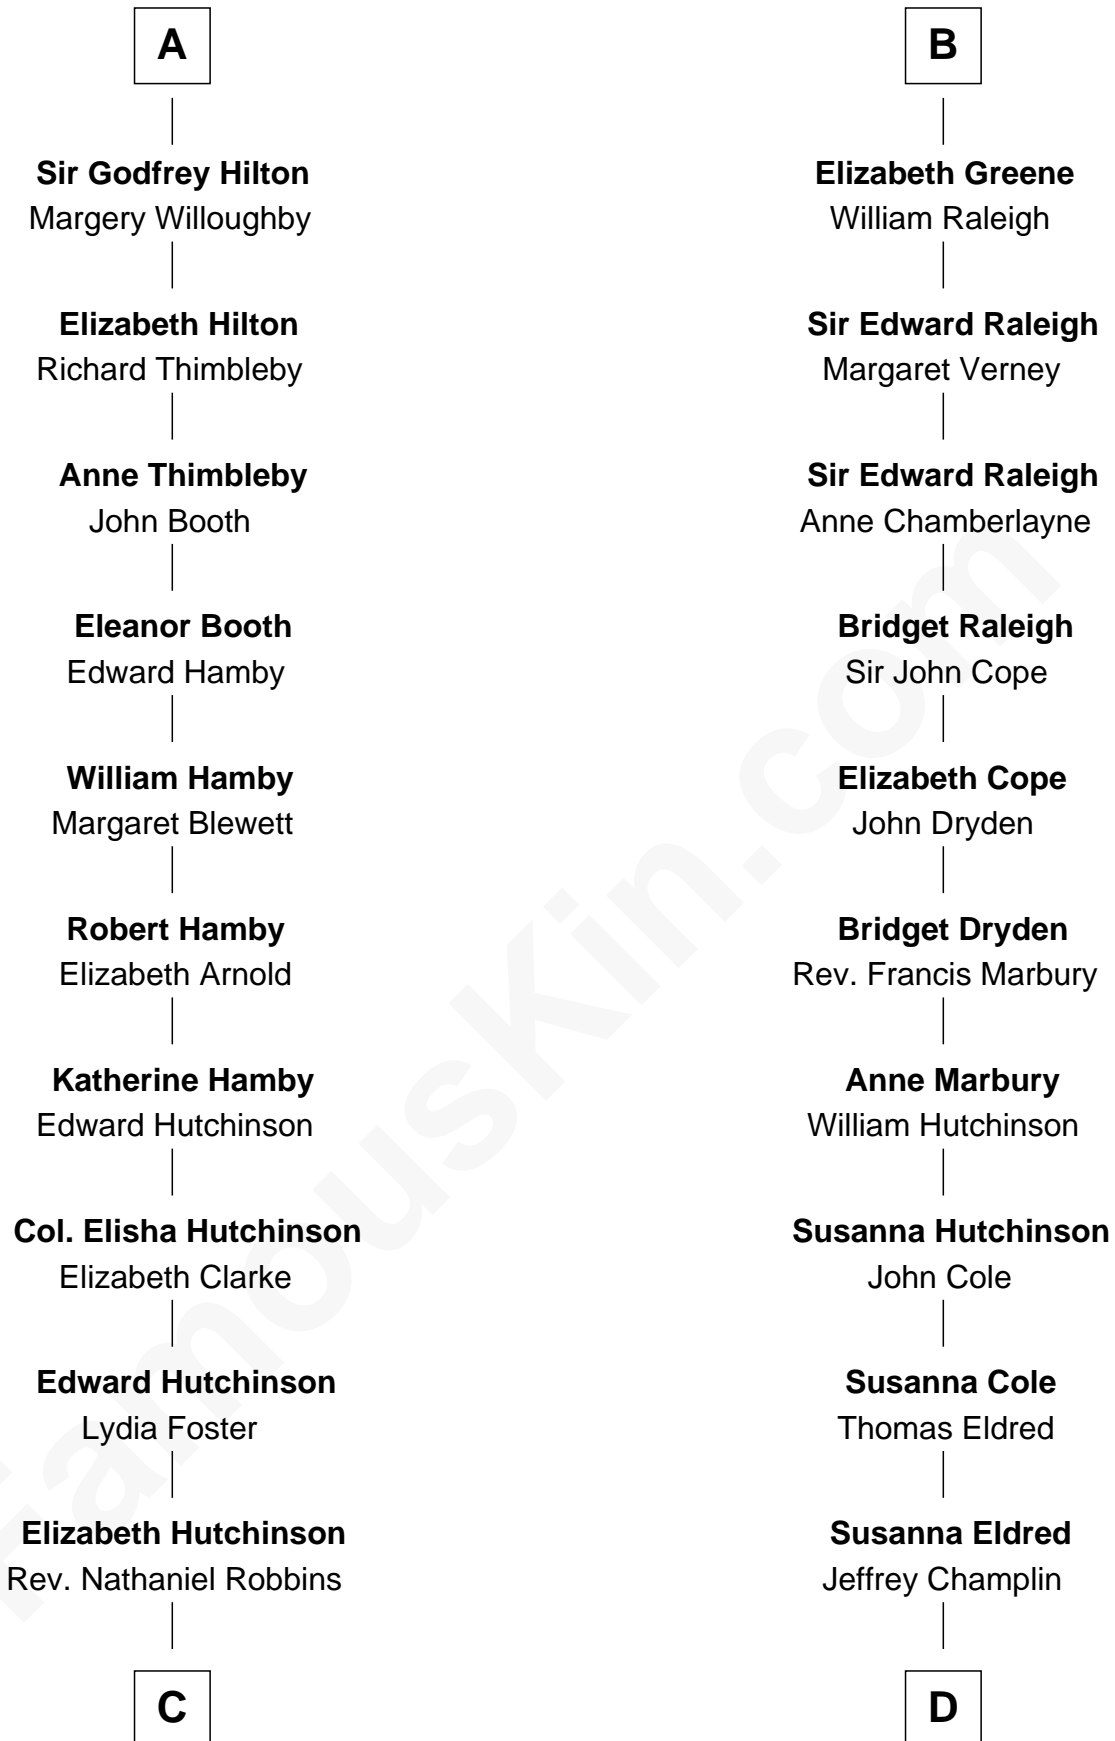 A
Sir Godfrey Hilton
Margery Willoughby
Elizabeth Hilton
Richard Thimbleby
Anne Thimbleby
John Booth
Eleanor Booth
Edward Hamby
William Hamby
Margaret Blewett
Robert Hamby
Elizabeth Arnold
Katherine Hamby
Edward Hutchinson
Col. Elisha Hutchinson
Elizabeth Clarke
Edward Hutchinson
Lydia Foster
Elizabeth Hutchinson
Rev. Nathaniel Robbins
C
B
Elizabeth Greene
William Raleigh
Sir Edward Raleigh
Margaret Verney
Sir Edward Raleigh
Anne Chamberlayne
Bridget Raleigh
Sir John Cope
Elizabeth Cope
John Dryden
Bridget Dryden
Rev. Francis Marbury
Anne Marbury
William Hutchinson
Susanna Hutchinson
John Cole
Susanna Cole
Thomas Eldred
Susanna Eldred
Jeffrey Champlin
D
FamousKin.com